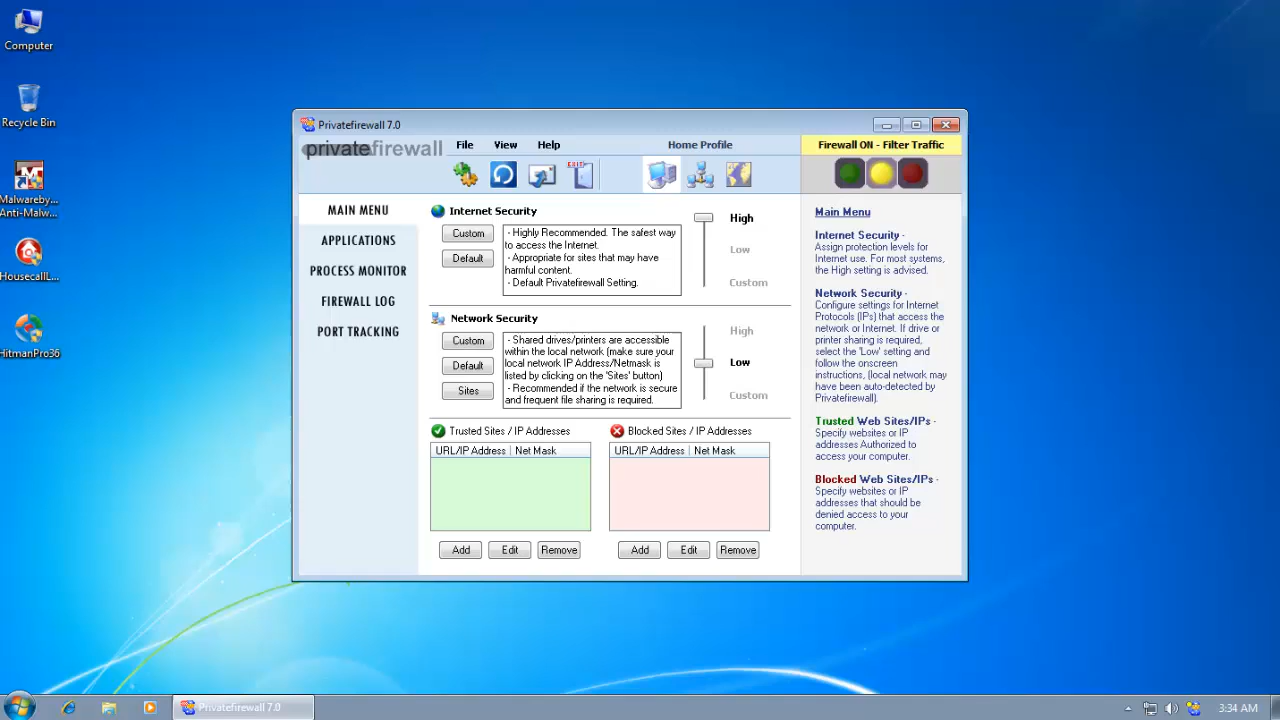 Computer
Recycle Bin
Malwareby...
Anti-Malw...
HousecallL...
HitmanPro36
Privatefirewall 7.0
privatefirewall
File View Help
Home Profile
Firewall ON - Filter Traffic
EXIT
MAIN MENU
APPLICATIONS
PROCESS MONITOR
FIREWALL LOG
PORT TRACKING
Internet Security
Custom
Default
- Highly Recommended. The safest way
to access the Internet.
- Appropriate for sites that may have
harmful content.
- Default Privatefirewall Setting.
High
Low
Custom
Network Security
Custom
Default
Sites
- Shared drives/printers are accessible
within the local network (make sure your
local network IP Address/Netmask is
listed by clicking on the 'Sites' button)
- Recommended if the network is secure
and frequent file sharing is required.
High
Low
Custom
Trusted Sites / IP Addresses
URL/IP Address Net Mask
Add Edit Remove
Blocked Sites / IP Addresses
URL/IP Address Net Mask
Add Edit Remove
Main Menu
Internet Security -
Assign protection levels for
Internet use. For most systems,
the High setting is advised.
Network Security -
Configure settings for Internet
Protocols (IPs) that access the
network or Internet. If drive or
printer sharing is required,
select the 'Low' setting and
follow the onscreen
instructions, (local network may
have been auto-detected by
Privatefirewall).
Trusted Web Sites/IPs -
Specify websites or IP
addresses Authorized to
access your computer.
Blocked Web Sites/IPs -
Specify websites or IP
addresses that should be
denied access to your
computer.
Privatefirewall 7.0
3:34 AM